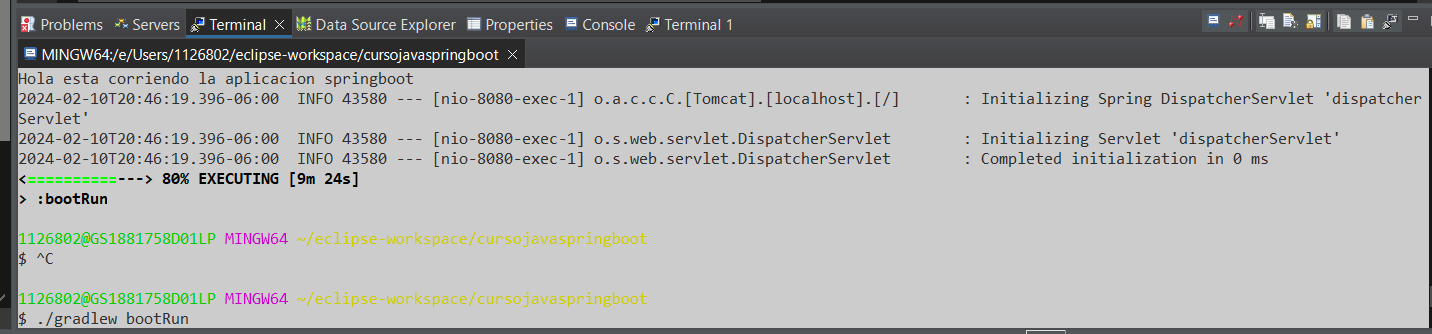 Problems Servers Terminal Data Source Explorer Properties Console Terminal 1
MINGW64:/e/Users/1126802/eclipse-workspace/cursojavaspringboot
Hola esta corriendo la aplicacion springboot
2024-02-10T20:46:19.396-06:00  INFO 43580 --- [nio-8080-exec-1] o.a.c.c.C.[Tomcat].[localhost].[/]       : Initializing Spring DispatcherServlet 'dispatcher
Servlet'
2024-02-10T20:46:19.396-06:00  INFO 43580 --- [nio-8080-exec-1] o.s.web.servlet.DispatcherServlet        : Initializing Servlet 'dispatcherServlet'
2024-02-10T20:46:19.396-06:00  INFO 43580 --- [nio-8080-exec-1] o.s.web.servlet.DispatcherServlet        : Completed initialization in 0 ms
<==========---> 80% EXECUTING [9m 24s]
> :bootRun
1126802@GS1881758D01LP MINGW64 ~/eclipse-workspace/cursojavaspringboot
$ ^C
1126802@GS1881758D01LP MINGW64 ~/eclipse-workspace/cursojavaspringboot
$ ./gradlew bootRun